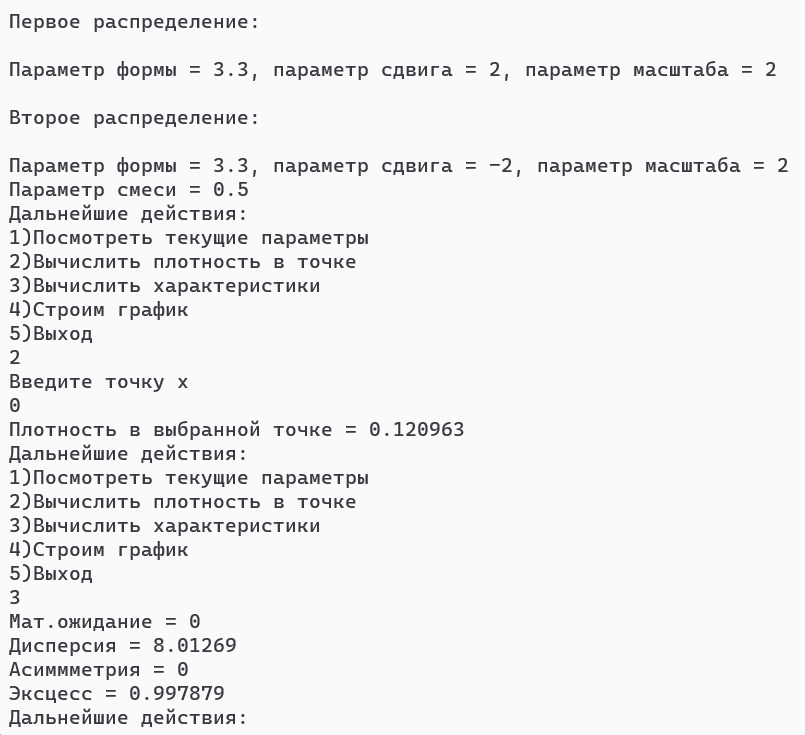 Первое распределение:
Параметр формы = 3.3, параметр сдвига = 2, параметр масштаба = 2
Второе распределение:
Параметр формы = 3.3, параметр сдвига = −2, параметр масштаба = 2
Параметр смеси = 0.5
Дальнейшие действия:
1)Посмотреть текущие параметры
2)Вычислить плотность в точке
3)Вычислить характеристики
4)Строим график
5)Выход
2
Введите точку x
0
Плотность в выбранной точке = 0.120963
Дальнейшие действия:
1)Посмотреть текущие параметры
2)Вычислить плотность в точке
3)Вычислить характеристики
4)Строим график
5)Выход
3
Мат.ожидание = 0
Дисперсия = 8.01269
Асиммметрия = 0
Эксцесс = 0.997879
Дальнейшие действия: